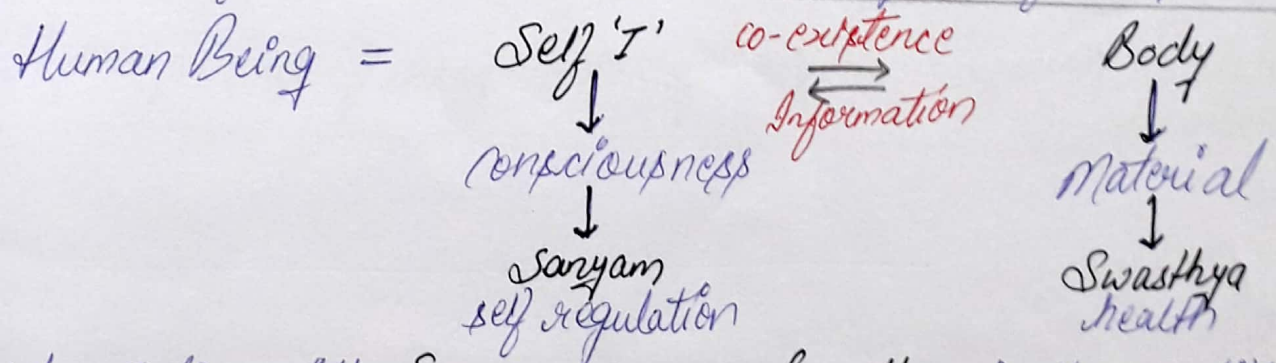 Human Being = Self 'I' co-existence Body
Information
Consciousness Material
Sanyam Swasthya
self regulation health